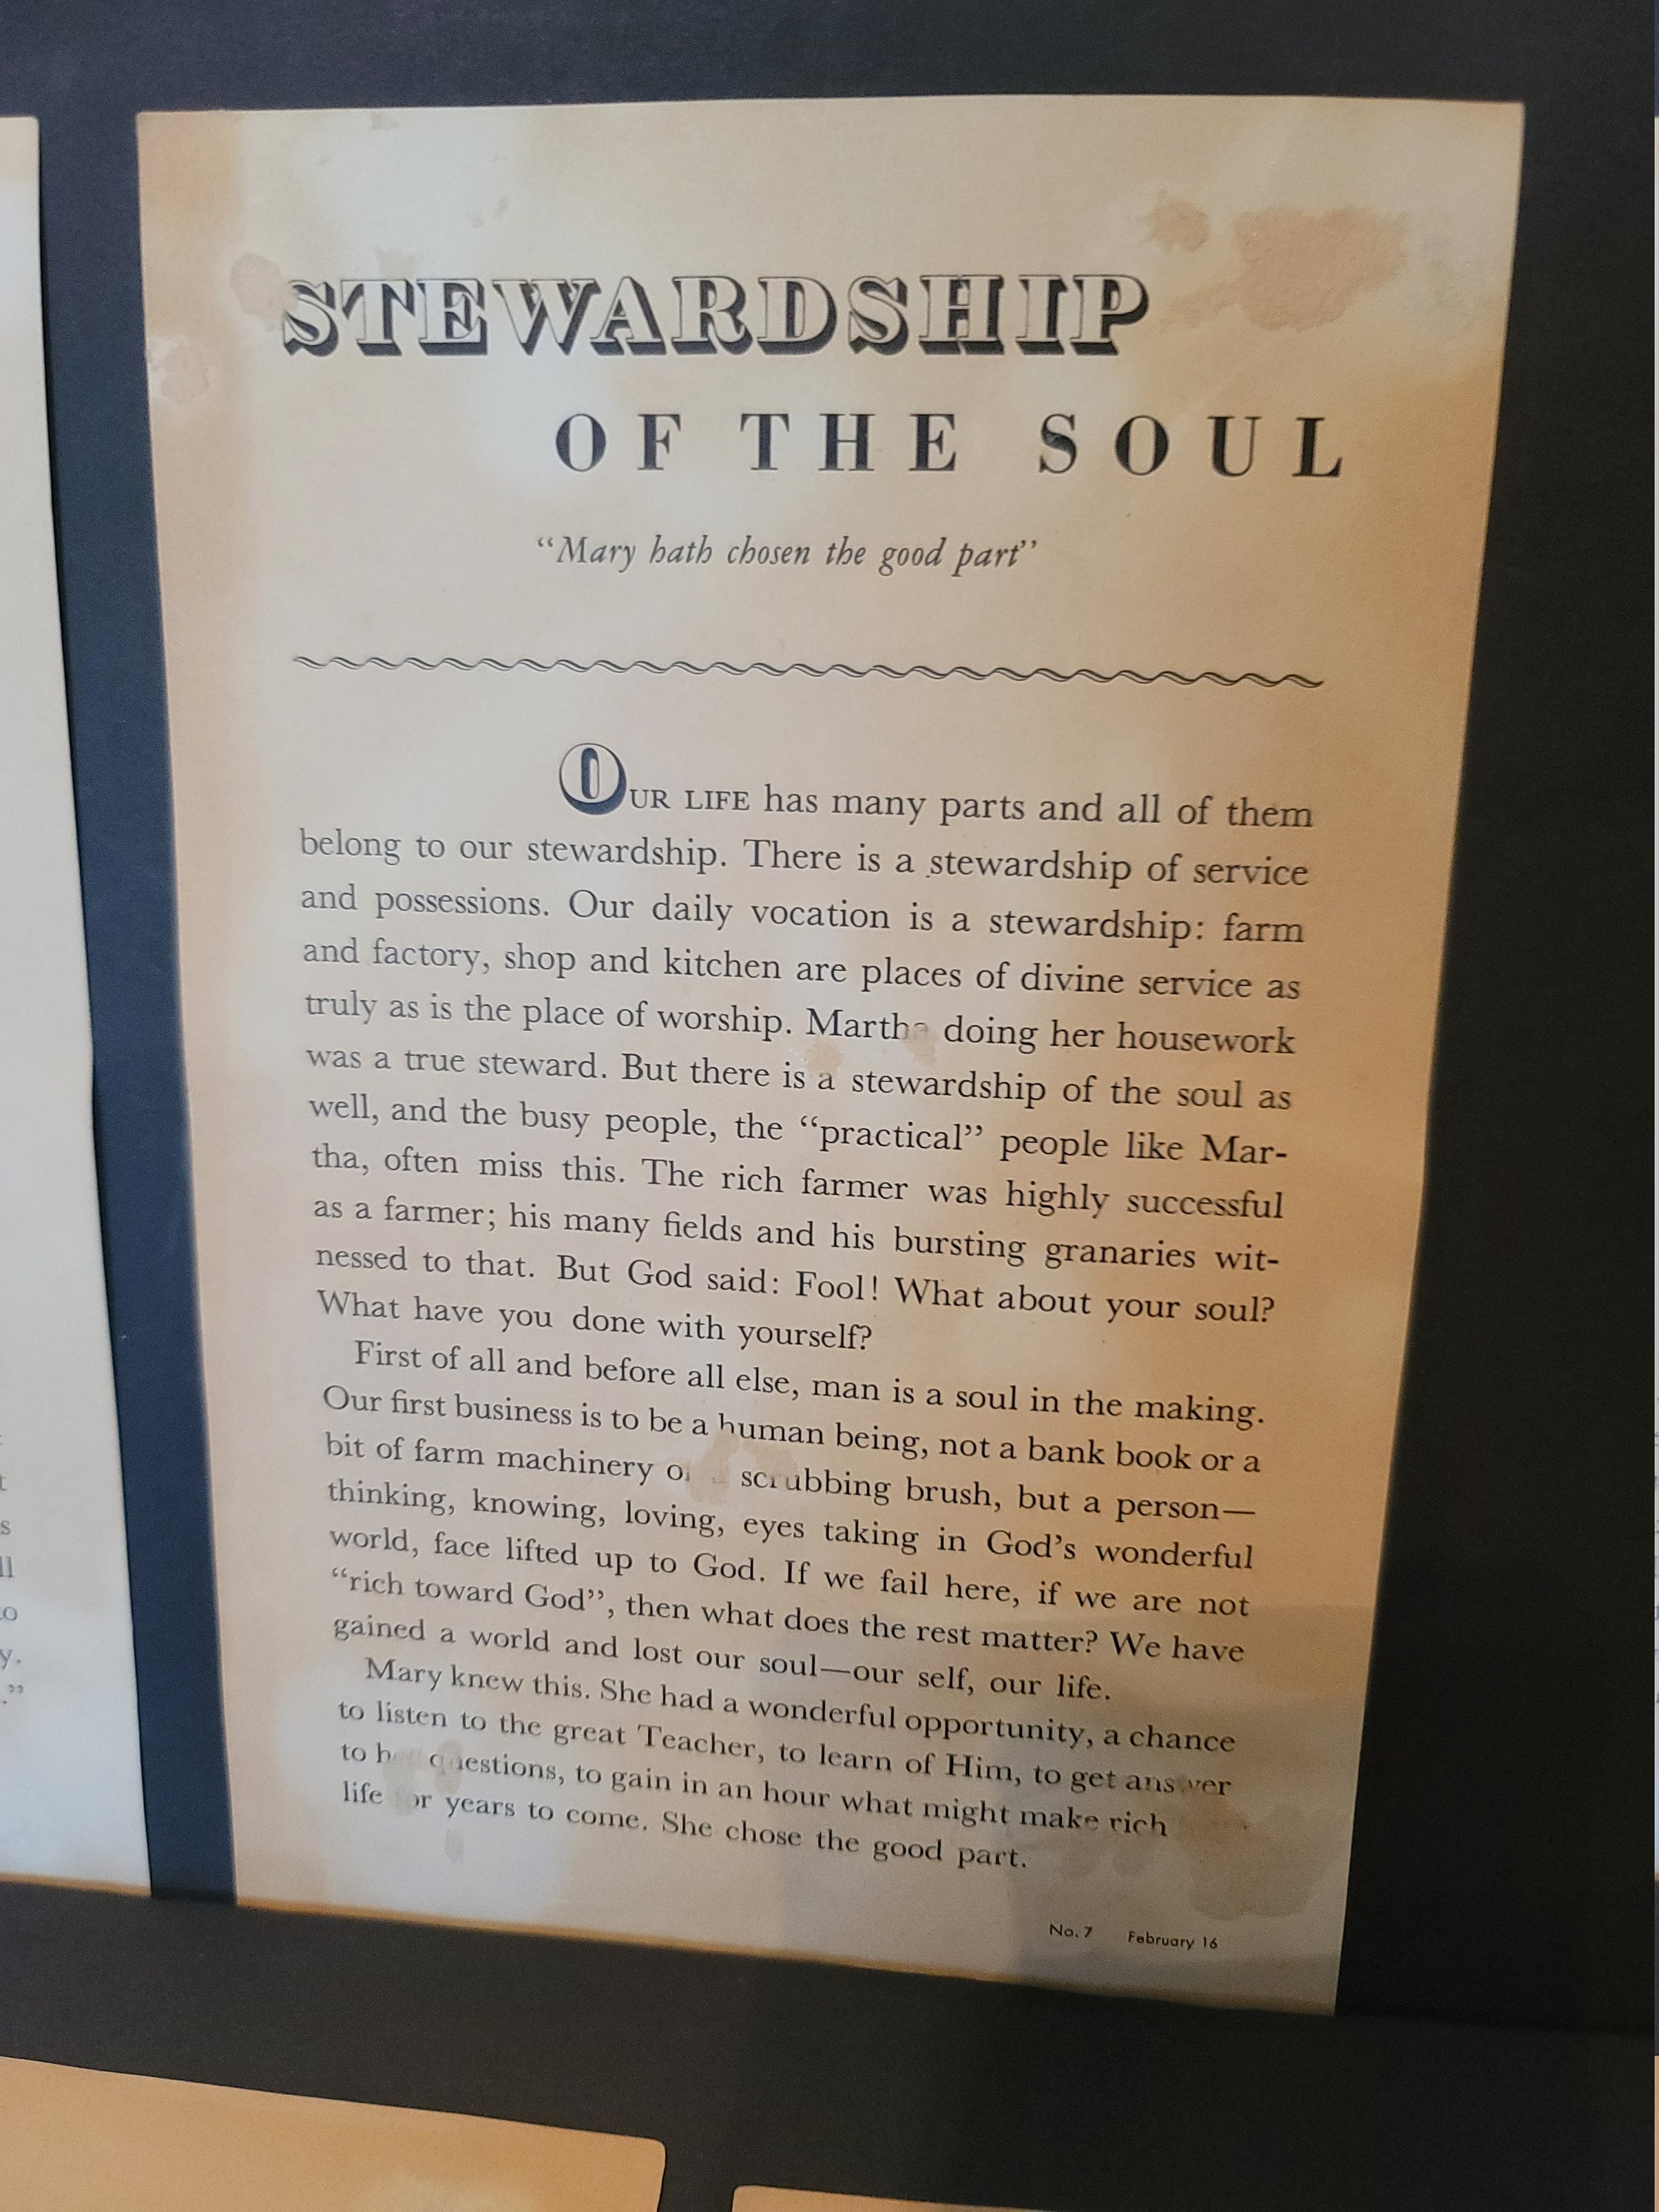 STEWARDSHIP
OF THE SOUL
“Mary hath chosen the good part”
OUR LIFE has many parts and all of them
belong to our stewardship. There is a stewardship of service
and possessions. Our daily vocation is a stewardship: farm
and factory, shop and kitchen are places of divine service as
truly as is the place of worship. Martha doing her housework
was a true steward. But there is a stewardship of the soul as
well, and the busy people, the “practical” people like Mar-
tha, often miss this. The rich farmer was highly successful
as a farmer; his many fields and his bursting granaries wit-
nessed to that. But God said: Fool! What about your soul?
What have you done with yourself?
First of all and before all else, man is a soul in the making.
Our first business is to be a human being, not a bank book or a
bit of farm machinery scrubbing brush, but a person—
thinking, knowing, loving, eyes taking in God’s wonderful
world, face lifted up to God. If we fail here, if we are not
“rich toward God”, then what does the rest matter? We have
gained a world and lost our soul—our self, our life.
Mary knew this. She had a wonderful opportunity, a chance
to listen to the great Teacher, to learn of Him, to get answer
to questions, to gain in an hour what might make rich
life for years to come. She chose the good part.
No. 7 February 16